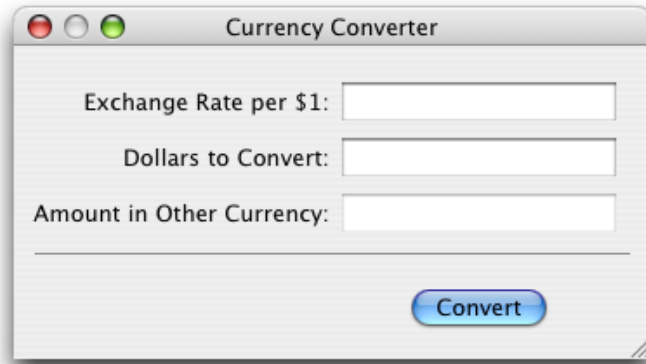 Currency Converter
Exchange Rate per $1:
Dollars to Convert:
Amount in Other Currency:
Convert